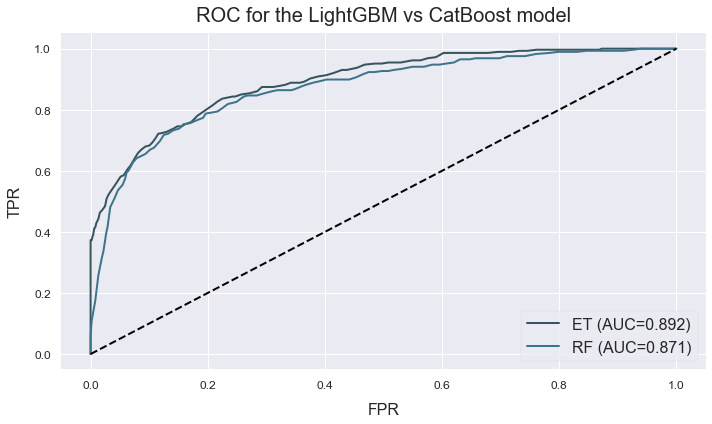 ROC for the LightGBM vs CatBoost model
TPR
1.0
0.8
0.6
0.4
0.2
0.0
ET (AUC=0.892)
RF (AUC=0.871)
0.0 0.2 0.4 0.6 0.8 1.0
FPR